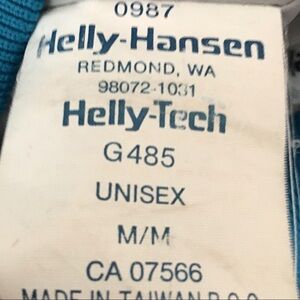 0987
Helly-Hansen
REDMOND, WA
98072-1031
Helly-Tech
G485
UNISEX
M/M
CA 07566
MADE IN TAIWAN R.O.C.